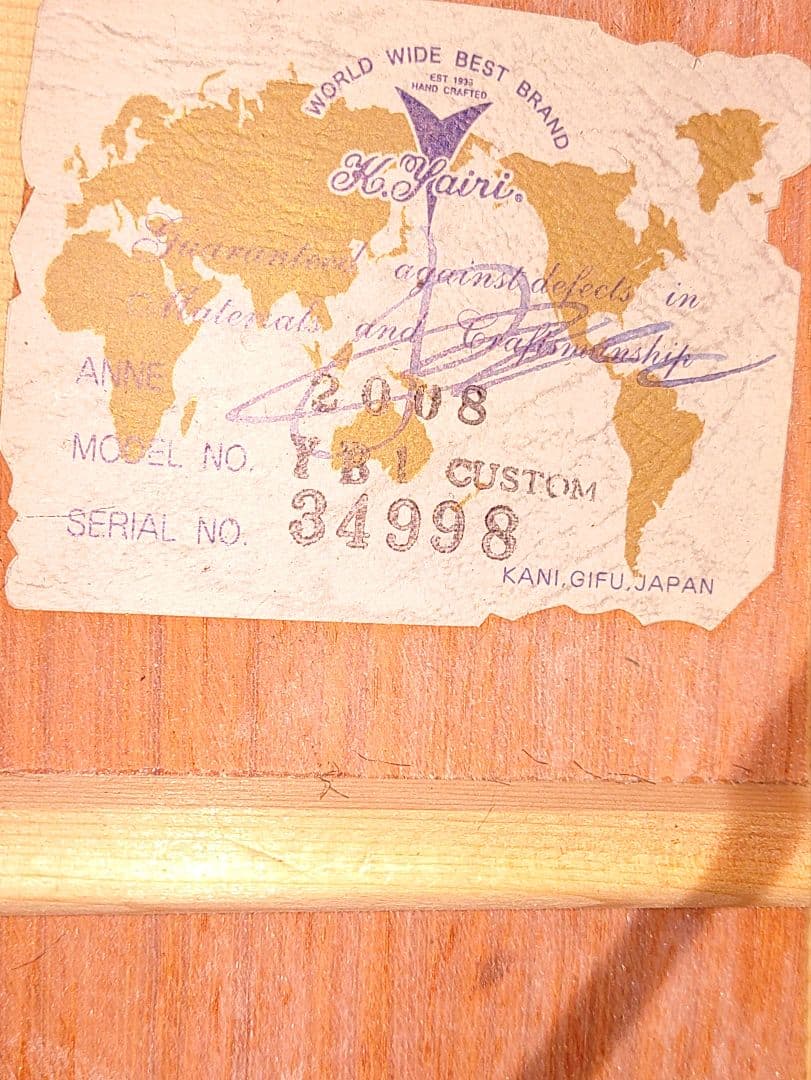 WORLD WIDE BEST BRAND
EST 1935
HAND CRAFTED
K.Yairi®
Guaranteed against defects in
Materials and Craftsmanship
ANNE 2008
MODEL NO. YB1 CUSTOM
SERIAL NO. 34998
KANI,GIFU,JAPAN